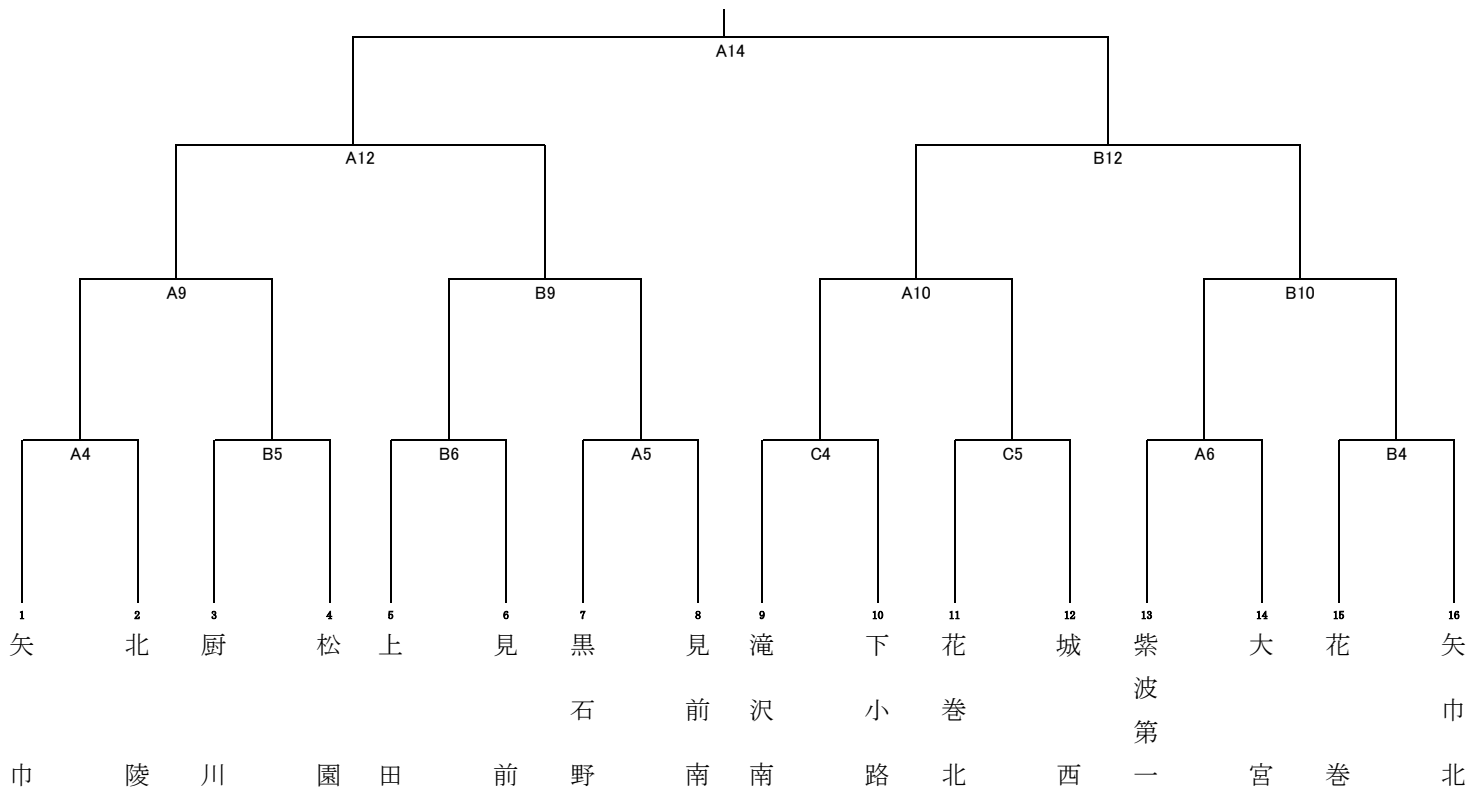 A14
A12 B12
A9 B9 A10 B10
A4 B5 B6 A5 C4 C5 A6 B4
1 2 3 4 5 6 7 8 9 10 11 12 13 14 15 16
矢巾
北陵
厨川
松園
上田
見前
黒石野
見前南
滝沢南
下小路
花巻北
城西
紫波第一
大宮
花巻
矢巾北